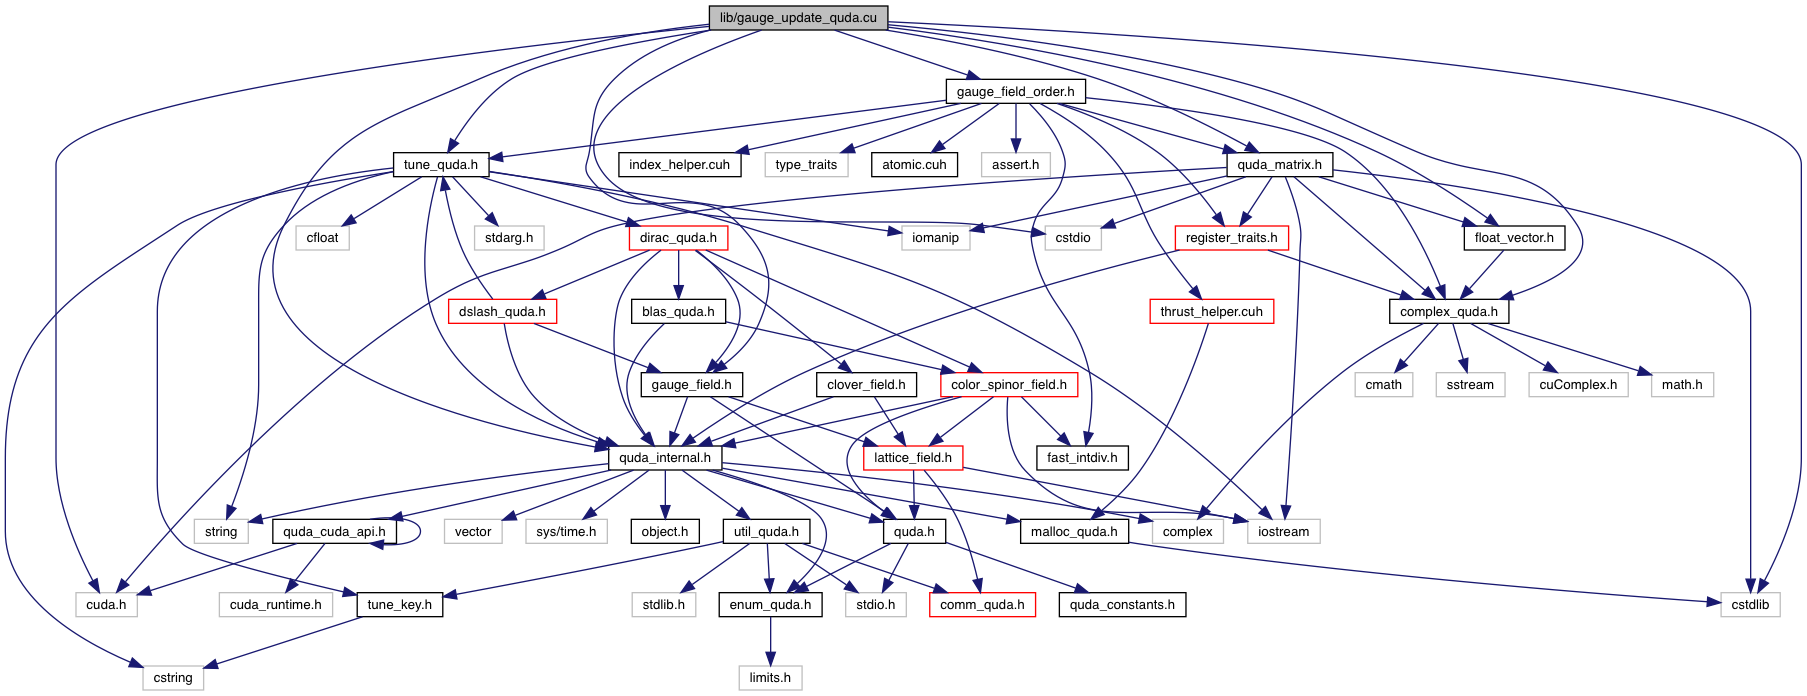 lib/gauge_update_quda.cu
gauge_field_order.h
tune_quda.h
index_helper.cuh
type_traits
atomic.cuh
assert.h
quda_matrix.h
cfloat
stdarg.h
dirac_quda.h
iomanip
cstdio
register_traits.h
float_vector.h
dslash_quda.h
blas_quda.h
thrust_helper.cuh
complex_quda.h
gauge_field.h
clover_field.h
color_spinor_field.h
cmath
sstream
cuComplex.h
math.h
quda_internal.h
lattice_field.h
fast_intdiv.h
string
quda_cuda_api.h
vector
sys/time.h
object.h
util_quda.h
quda.h
malloc_quda.h
complex
iostream
cuda.h
cuda_runtime.h
tune_key.h
stdlib.h
enum_quda.h
stdio.h
comm_quda.h
quda_constants.h
cstdlib
cstring
limits.h